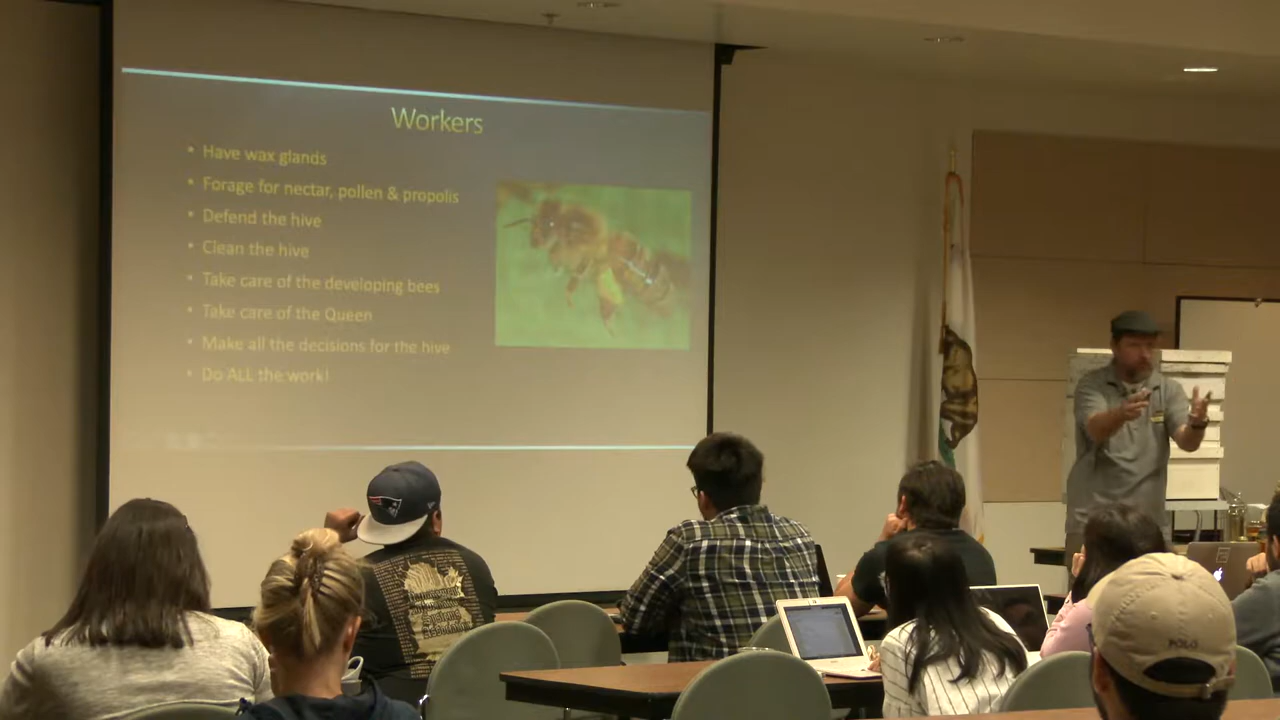 Workers
• Have wax glands
• Forage for nectar, pollen & propolis
• Defend the hive
• Clean the hive
• Take care of the developing bees
• Take care of the Queen
• Make all the decisions for the hive
• Do ALL the work!
POLO